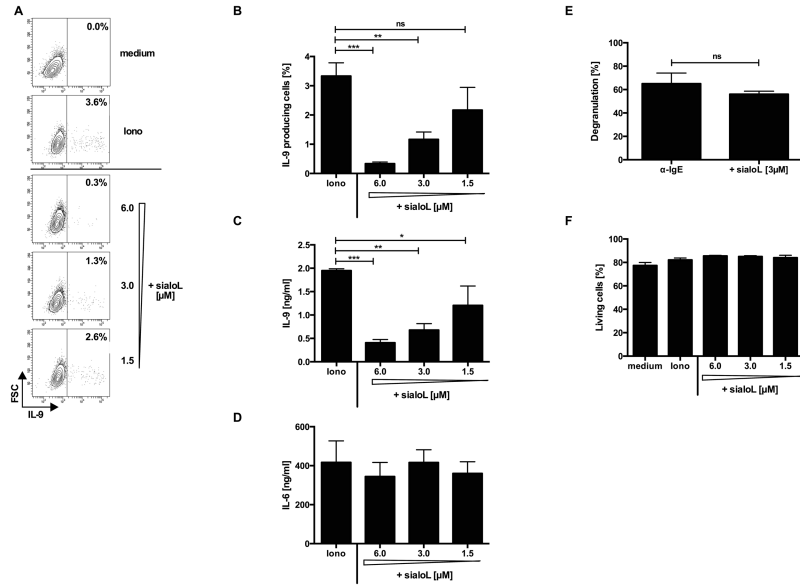 A
0.0%
medium
3.6%
Iono
0.3%
6.0
1.3%
3.0
+ sialoL
[µM]
2.6%
1.5
FSC
IL-9
B
ns
**
***
IL-9 producing cells [%]
5
4
3
2
1
0
Iono
6.0 3.0 1.5
+ sialoL [µM]
C
*
**
***
IL-9 [ng/ml]
2.5
2.0
1.5
1.0
0.5
0.0
Iono
6.0 3.0 1.5
+ sialoL [µM]
D
IL-6 [ng/ml]
600
400
200
0
Iono
6.0 3.0 1.5
+ sialoL [µM]
E
ns
Degranulation [%]
100
80
60
40
20
0
α-IgE
+ sialoL [3µM]
F
Living cells [%]
100
80
60
40
20
0
medium Iono 6.0 3.0 1.5
+ sialoL [µM]